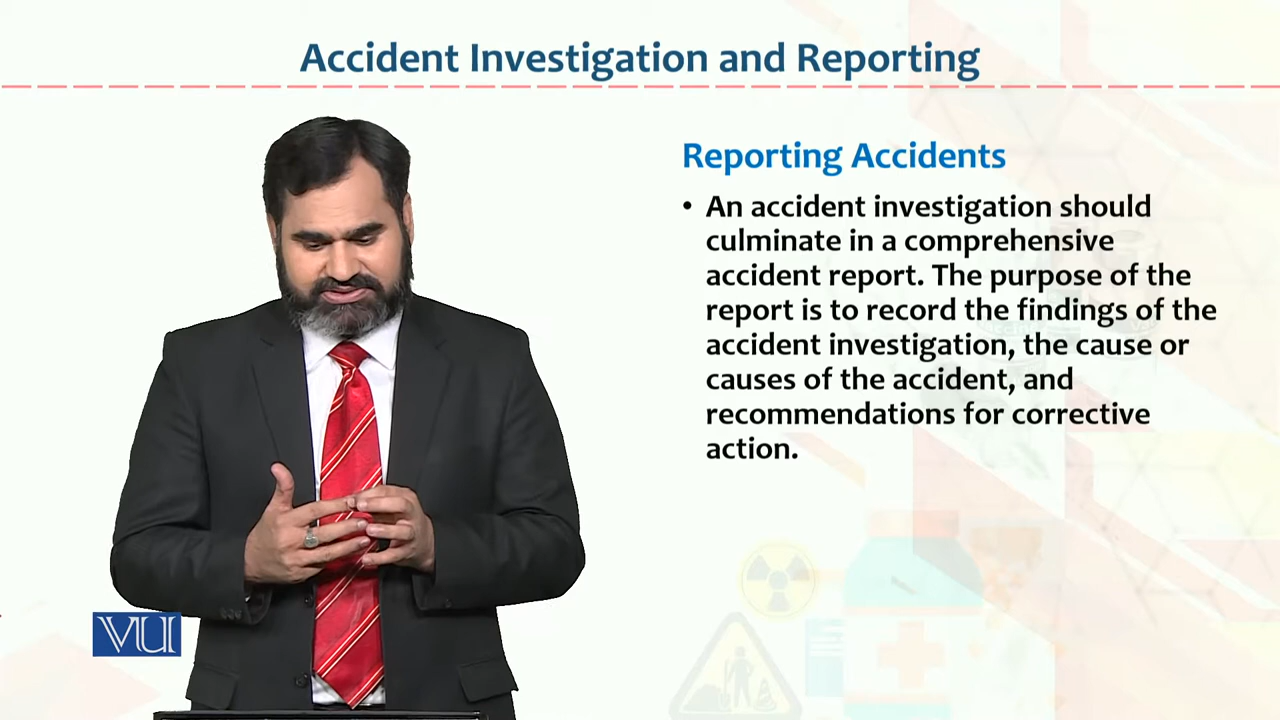 Accident Investigation and Reporting
Reporting Accidents
• An accident investigation should
culminate in a comprehensive
accident report. The purpose of the
report is to record the findings of the
accident investigation, the cause or
causes of the accident, and
recommendations for corrective
action.
VU